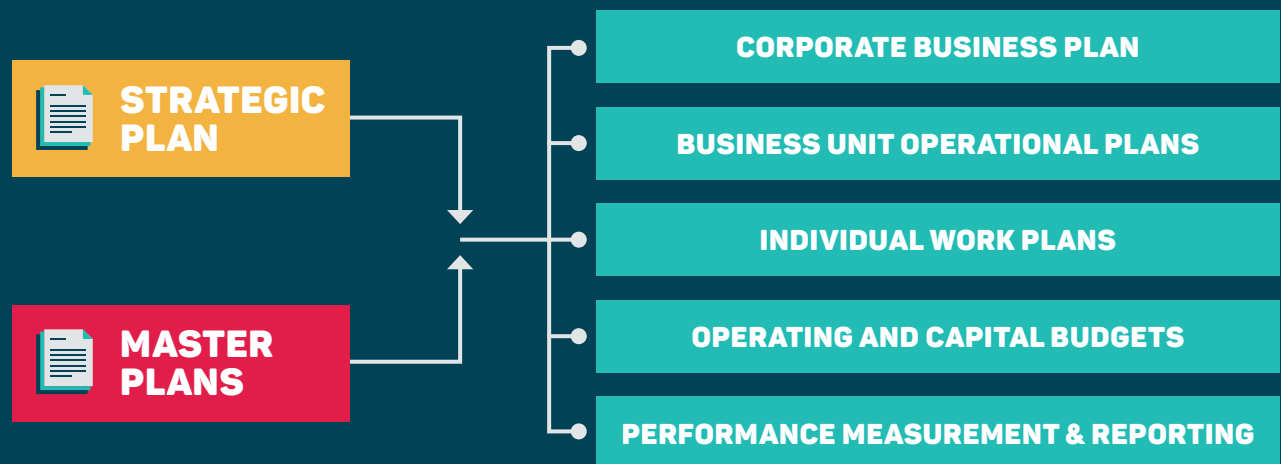 STRATEGIC
PLAN
MASTER
PLANS
CORPORATE BUSINESS PLAN
BUSINESS UNIT OPERATIONAL PLANS
INDIVIDUAL WORK PLANS
OPERATING AND CAPITAL BUDGETS
PERFORMANCE MEASUREMENT & REPORTING